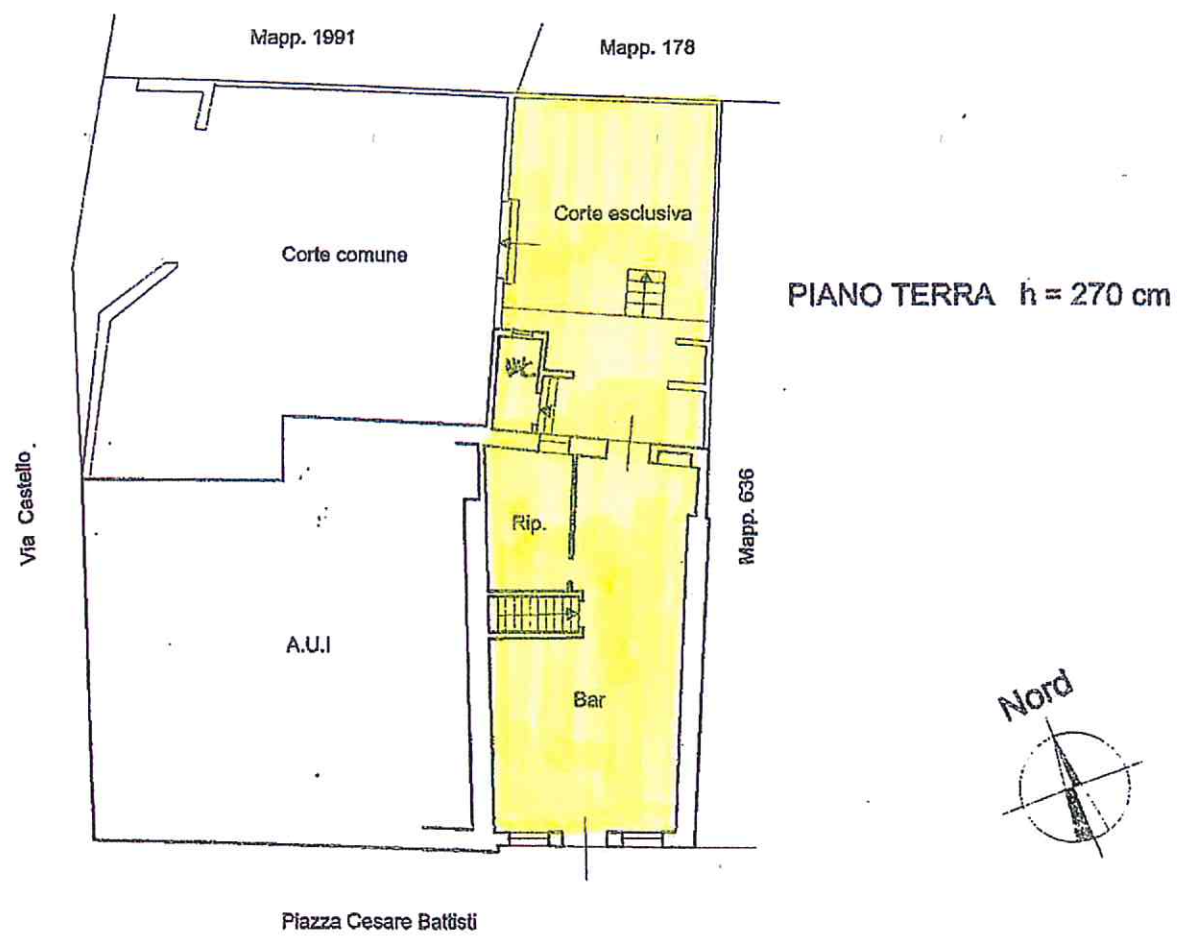 Mapp. 1991
Mapp. 178
Corte esclusiva
Corte comune
PIANO TERRA h = 270 cm
W.C.
Via Castello
Rip.
Mapp. 636
A.U.I
Bar
Nord
Piazza Cesare Battisti